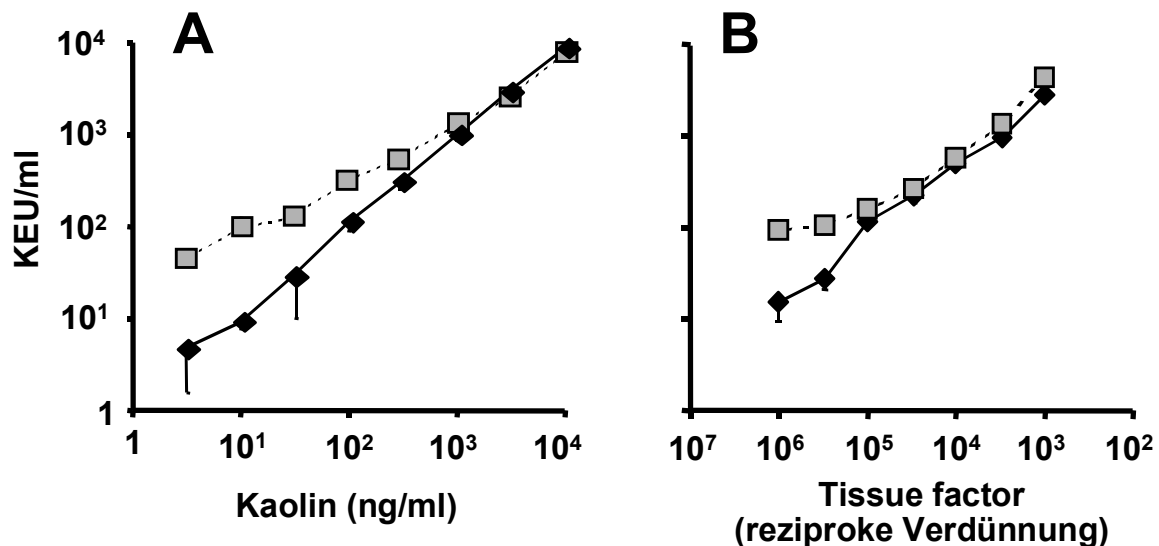 A
B
KEU/ml
10⁴
10³
10²
10¹
1
1 10¹ 10² 10³ 10⁴
Kaolin (ng/ml)
10⁷ 10⁶ 10⁵ 10⁴ 10³ 10²
Tissue factor
(reziproke Verdünnung)